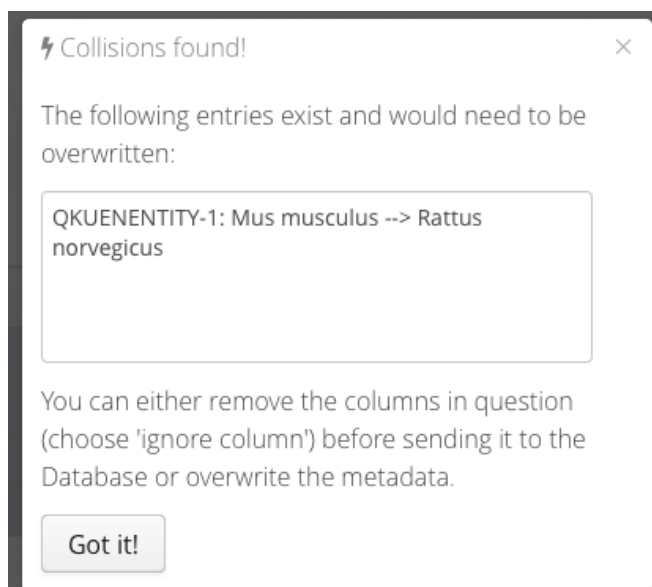 Collisions found!
The following entries exist and would need to be
overwritten:
QKUENENTITY-1: Mus musculus --> Rattus
norvegicus
You can either remove the columns in question
(choose 'ignore column') before sending it to the
Database or overwrite the metadata.
Got it!